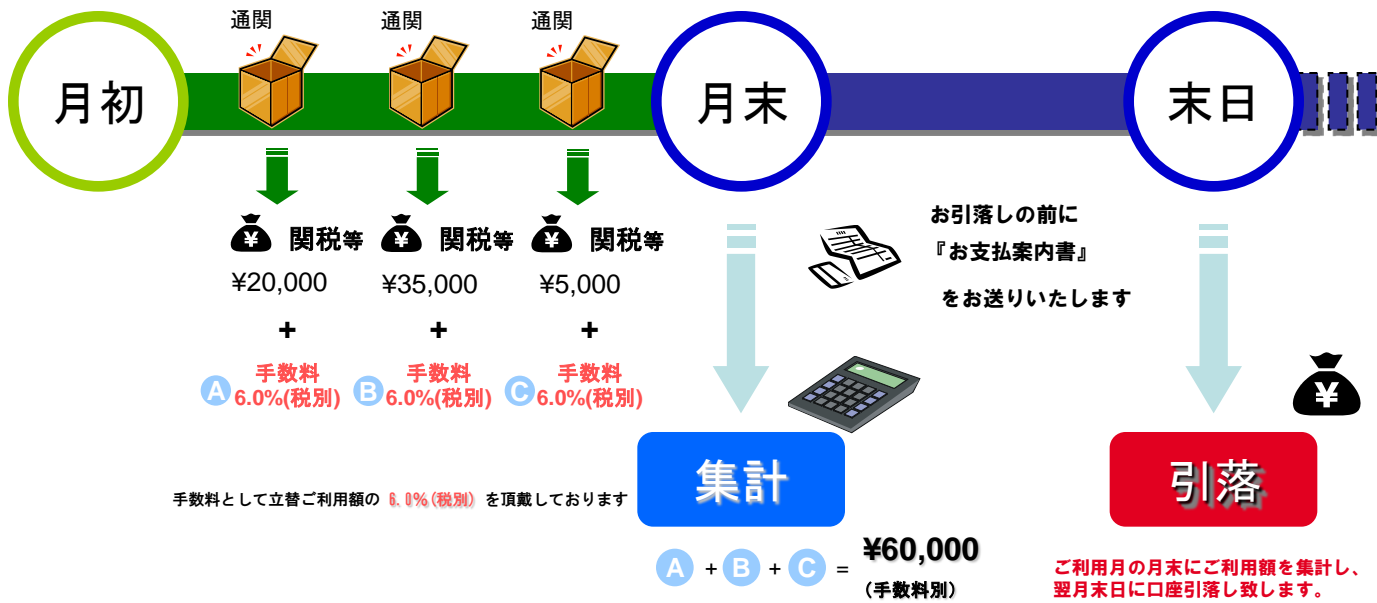 通関
通関
通関
月初
月末
末日
¥ 関税等
¥ 関税等
¥ 関税等
¥20,000
¥35,000
¥5,000
+
+
+
手数料
A 6.0%(税別)
手数料
B 6.0%(税別)
手数料
C 6.0%(税別)
お引落しの前に
『お支払案内書』
をお送りいたします
¥
手数料として立替ご利用額の 6.0%(税別) を頂戴しております
集計
引落
A + B + C = ¥60,000
(手数料別)
ご利用月の月末にご利用額を集計し、
翌月末日に口座引落し致します。